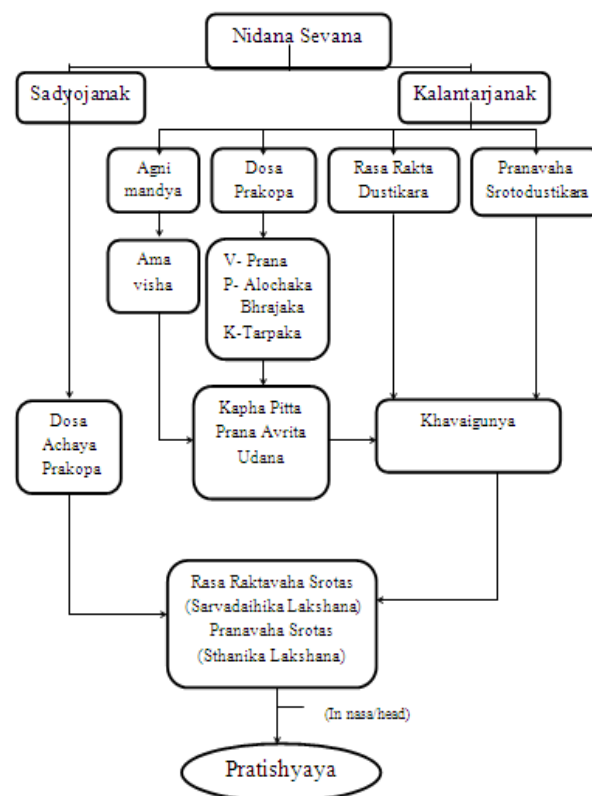 Nidana Sevana
Sadyojanak
Kalantarjanak
Agni
mandya
Dosa
Prakopa
Rasa Rakta
Dustikara
Pranavaha
Srotodustikara
Ama
visha
V- Prana
P- Alochaka
Bhrajaka
K-Tarpaka
Dosa
Achaya
Prakopa
Kapha Pitta
Prana Avrita
Udana
Khavaigunya
Rasa Raktavaha Srotas
(Sarvadaihika Lakshana)
Pranavaha Srotas
(Sthanika Lakshana)
(In nasa/head)
Pratishyaya